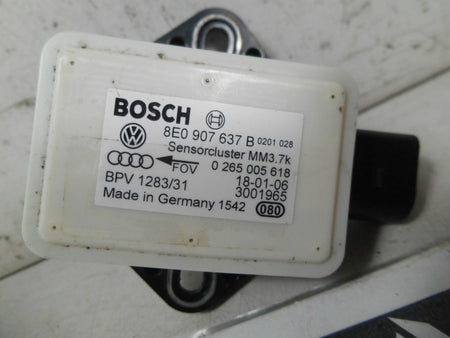 BOSCH
8E0 907 637 B 0201 028
Sensorcluster MM3.7k
FOV 0 265 005 618
BPV 1283/31 18-01-06
3001965
Made in Germany 1542 080